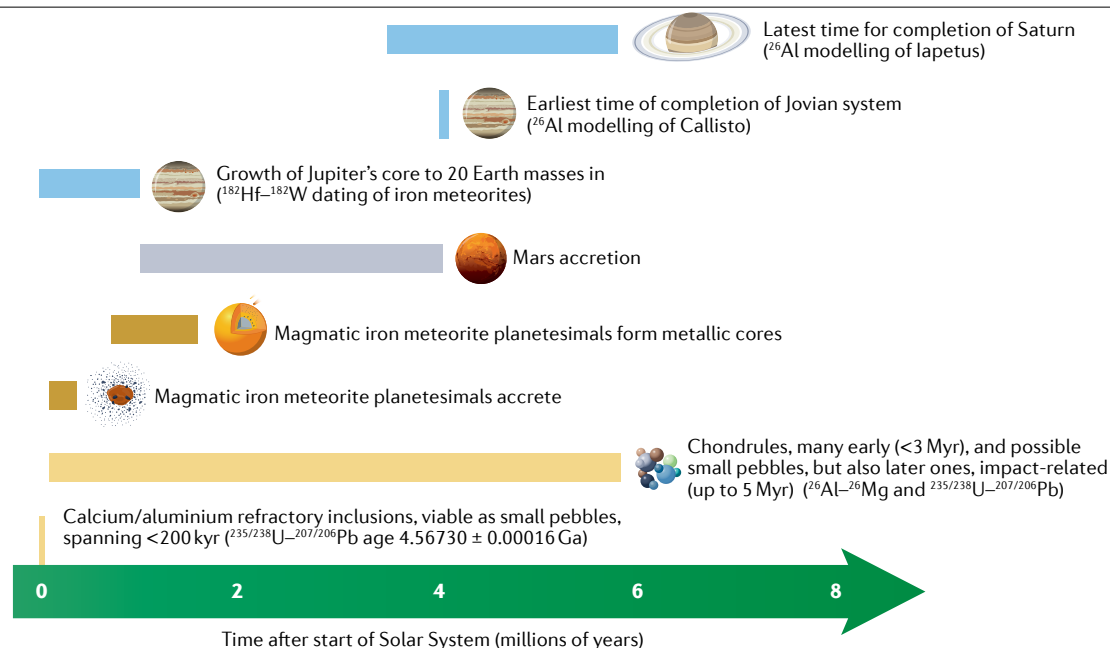 Latest time for completion of Saturn
(²⁶Al modelling of Iapetus)
Earliest time of completion of Jovian system
(²⁶Al modelling of Callisto)
Growth of Jupiter's core to 20 Earth masses in
(¹⁸²Hf–¹⁸²W dating of iron meteorites)
Mars accretion
Magmatic iron meteorite planetesimals form metallic cores
Magmatic iron meteorite planetesimals accrete
Chondrules, many early (<3 Myr), and possible
small pebbles, but also later ones, impact-related
(up to 5 Myr) (²⁶Al–²⁶Mg and ²³⁵/²³⁸U–²⁰⁷/²⁰⁶Pb)
Calcium/aluminium refractory inclusions, viable as small pebbles,
spanning <200 kyr (²³⁵/²³⁸U–²⁰⁷/²⁰⁶Pb age 4.56730 ± 0.00016 Ga)
0 2 4 6 8
Time after start of Solar System (millions of years)